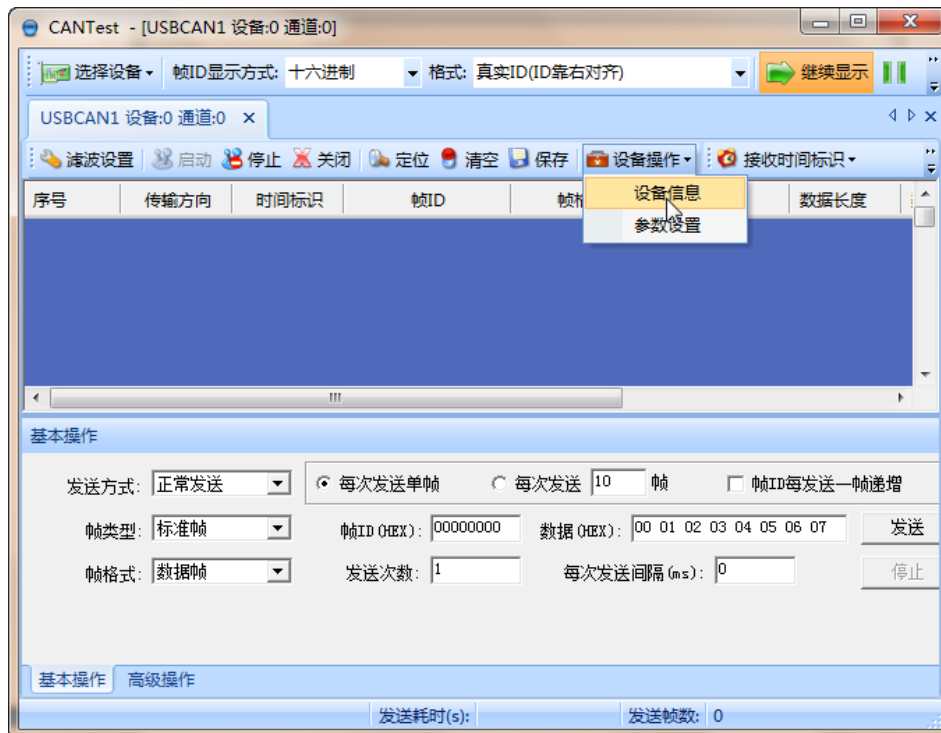 CANTest - [USBCAN1 设备:0 通道:0]
选择设备 帧ID显示方式: 十六进制 格式: 真实ID(ID靠右对齐) 继续显示
USBCAN1 设备:0 通道:0
滤波设置 启动 停止 关闭 定位 清空 保存 设备操作 接收时间标识
序号 传输方向 时间标识 帧ID 数据长度
设备信息
参数设置
基本操作
发送方式: 正常发送 每次发送单帧 每次发送 10 帧 帧ID每发送一帧递增
帧类型: 标准帧 帧ID(HEX): 00000000 数据(HEX): 00 01 02 03 04 05 06 07 发送
帧格式: 数据帧 发送次数: 1 每次发送间隔(ms): 0 停止
基本操作 高级操作
发送耗时(s): 发送帧数: 0